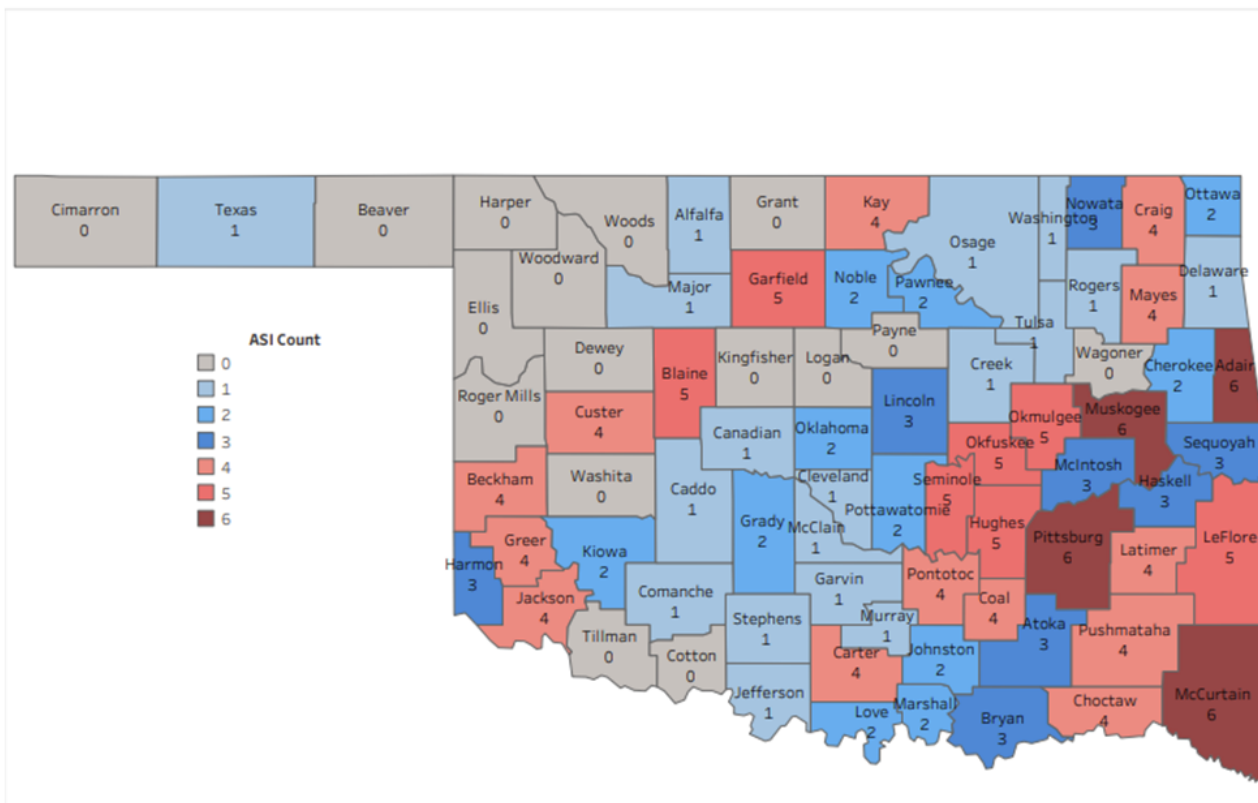 Cimarron
0
Texas
1
Beaver
0
Harper
0
Woods
0
Alfalfa
1
Grant
0
Kay
4
Osage
1
Washington
1
Nowata
3
Craig
4
Ottawa
2
Woodward
0
Ellis
0
Major
1
Garfield
5
Noble
2
Pawnee
2
Rogers
1
Mayes
4
Delaware
1
Tulsa
1
Payne
0
Dewey
0
Blaine
5
Kingfisher
0
Logan
0
Creek
1
Wagoner
0
Cherokee
2
Adair
6
Roger Mills
0
Custer
4
Lincoln
3
Okmulgee
5
Muskogee
6
Canadian
1
Oklahoma
2
Okfuskee
5
McIntosh
3
Sequoyah
3
Beckham
4
Washita
0
Caddo
1
Cleveland
1
Pottawatomie
2
Seminole
5
Haskell
3
Grady
2
McClain
1
Hughes
5
Pittsburg
6
Latimer
4
LeFlore
5
Harmon
3
Greer
4
Kiowa
2
Jackson
4
Comanche
1
Garvin
1
Pontotoc
4
Coal
4
Stephens
1
Murray
1
Atoka
3
Pushmataha
4
Tillman
0
Cotton
0
Carter
4
Johnston
2
Jefferson
1
Love
2
Marshall
2
Bryan
3
Choctaw
4
McCurtain
6
ASI Count
0
1
2
3
4
5
6